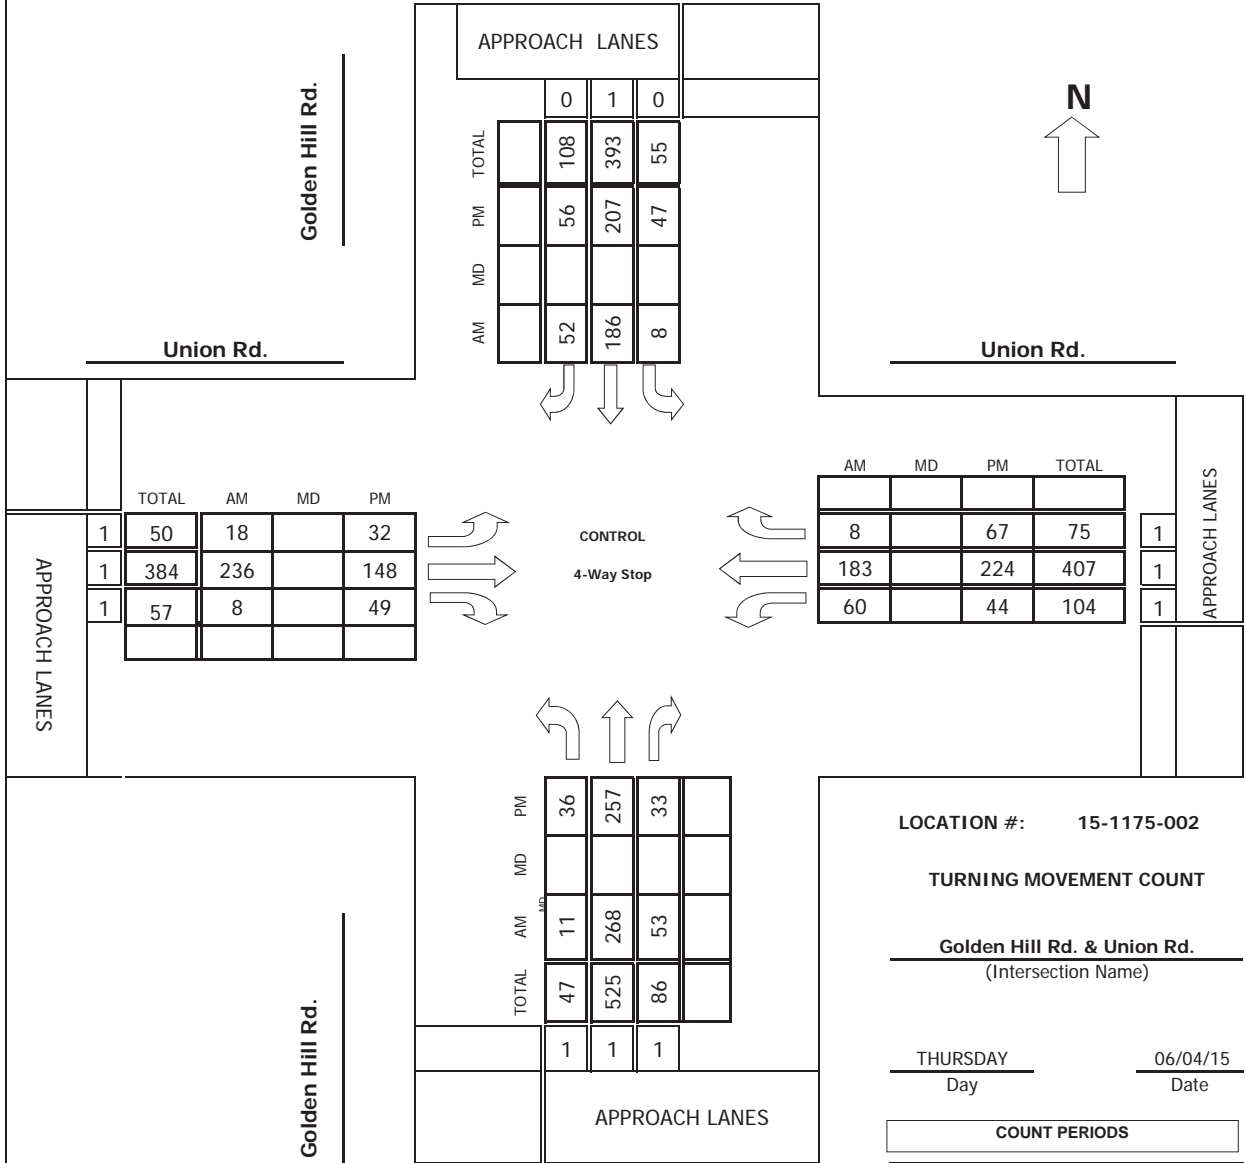 APPROACH LANES
0 1 0
Golden Hill Rd.
N
TOTAL 108 393 55
PM 56 207 47
MD
AM 52 186 8
Union Rd.
Union Rd.
AM MD PM TOTAL
8 67 75 1
183 224 407 1
60 44 104 1
APPROACH LANES
TOTAL AM MD PM
1 50 18 32
1 384 236 148
1 57 8 49
APPROACH LANES
CONTROL
4-Way Stop
PM 36 257 33
MD
MD
AM 11 268 53
TOTAL 47 525 86
1 1 1
APPROACH LANES
Golden Hill Rd.
LOCATION #: 15-1175-002
TURNING MOVEMENT COUNT
Golden Hill Rd. & Union Rd.
(Intersection Name)
THURSDAY 06/04/15
Day Date
COUNT PERIODS